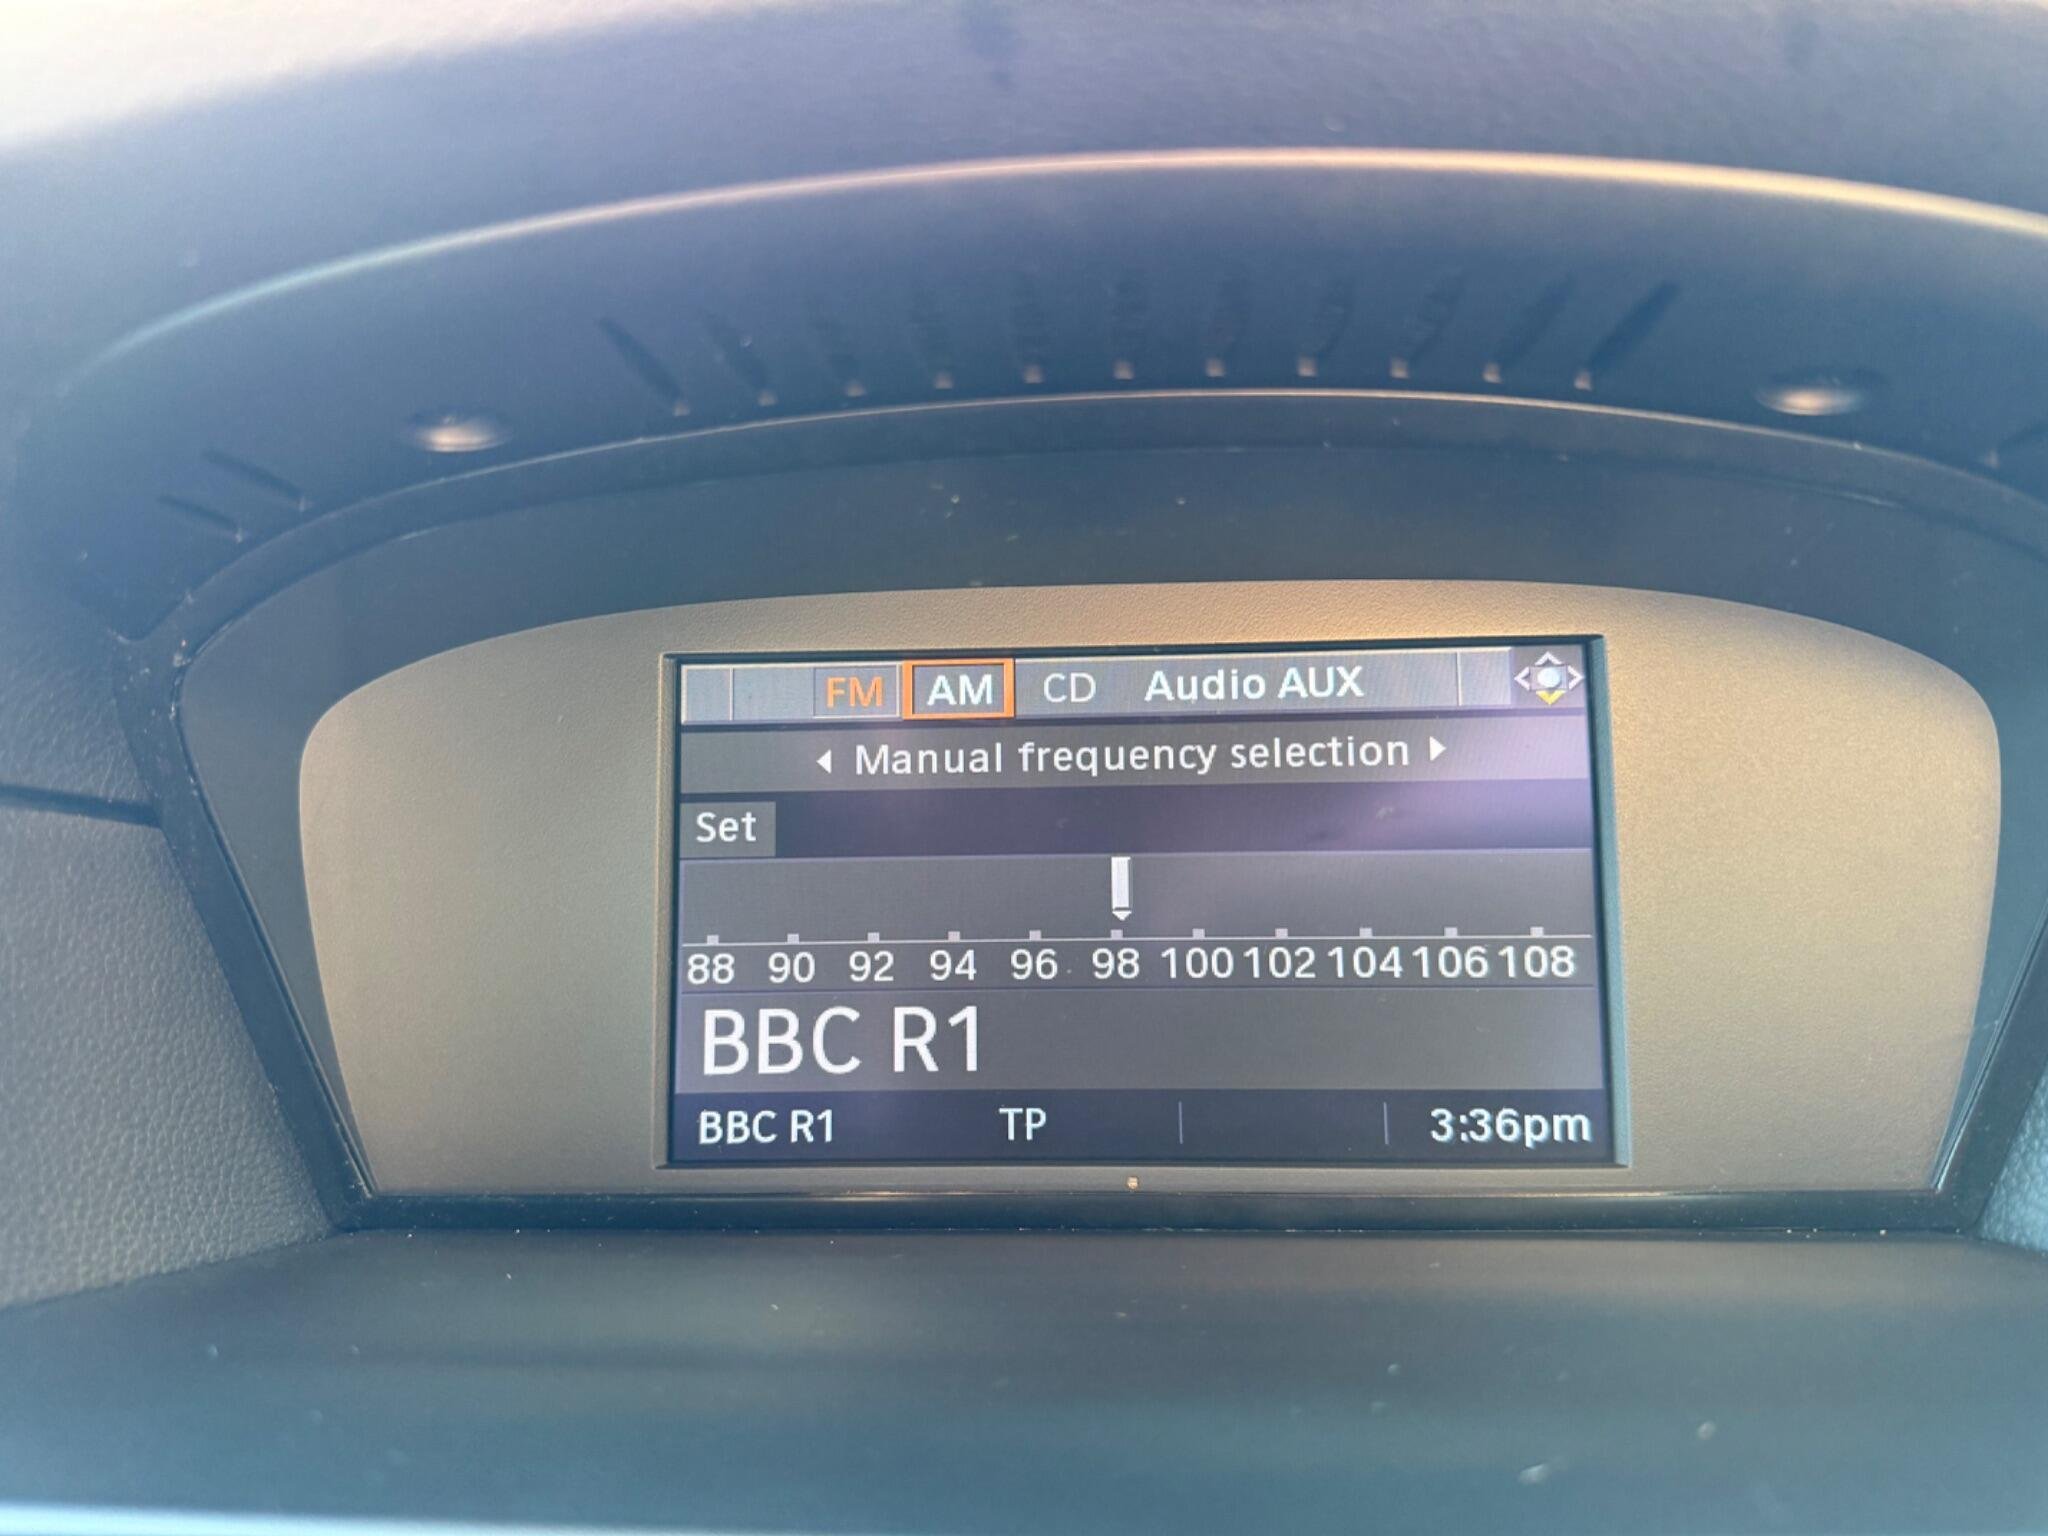 FM AM CD Audio AUX
Manual frequency selection
Set
88 90 92 94 96 98 100 102 104 106 108
BBC R1
BBC R1 TP 3:36pm